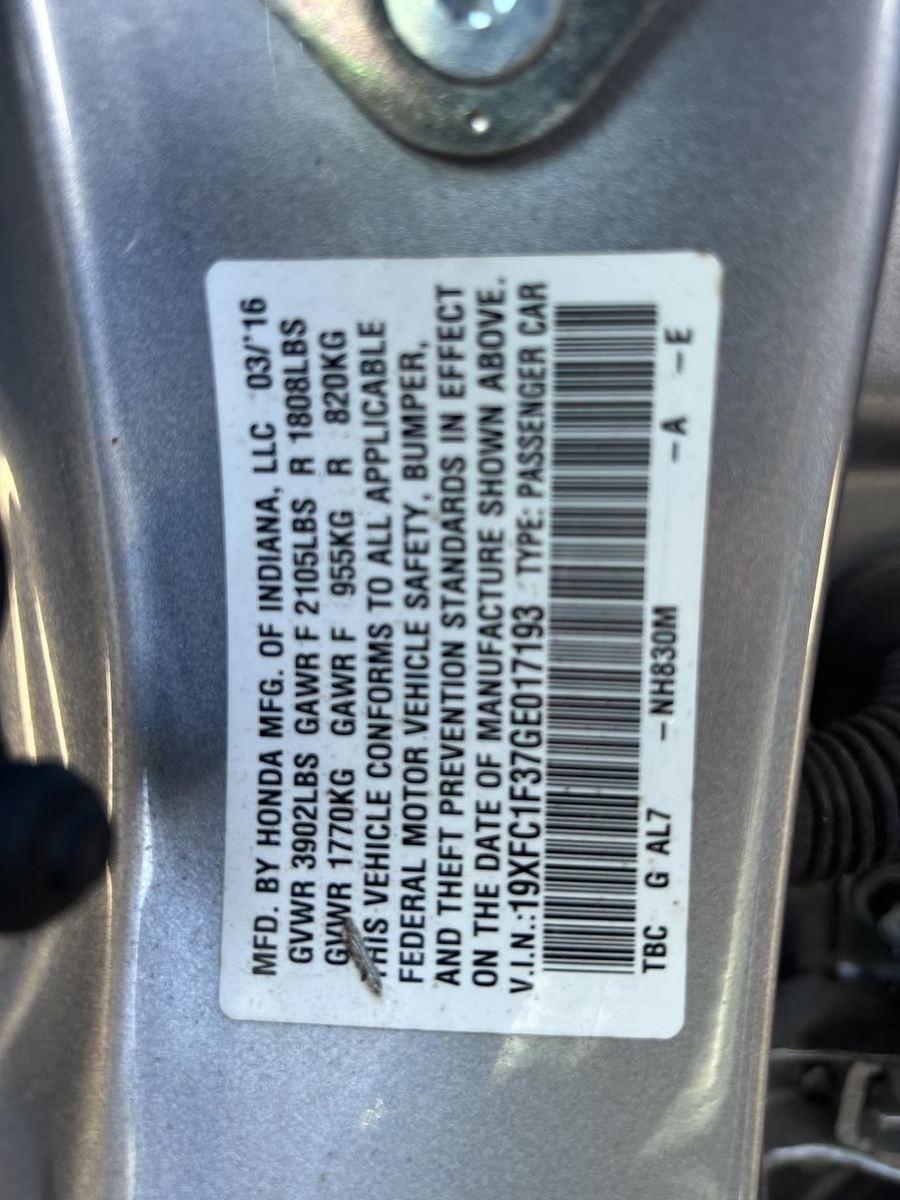 MFD. BY HONDA MFG. OF INDIANA, LLC 03/'16
GVWR 3902LBS GAWR F 2105LBS R 1808LBS
GVWR 1770KG GAWR F 955KG R 820KG
THIS VEHICLE CONFORMS TO ALL APPLICABLE
FEDERAL MOTOR VEHICLE SAFETY, BUMPER,
AND THEFT PREVENTION STANDARDS IN EFFECT
ON THE DATE OF MANUFACTURE SHOWN ABOVE.
V.I.N.:19XFC1F37GE017193 TYPE: PASSENGER CAR
TBC G AL7 –NH830M –A –E